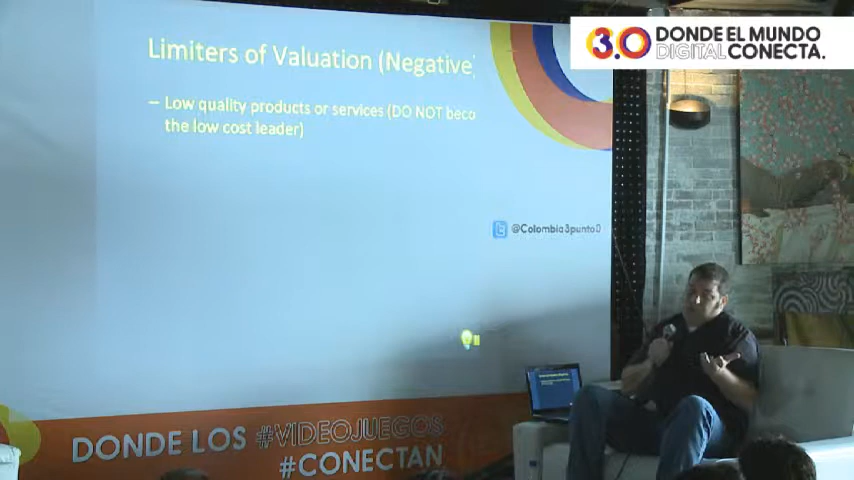 Limiters of Valuation (Negative)
– Low quality products or services (DO NOT beco
the low cost leader)
3.0 DONDE EL MUNDO
DIGITAL CONECTA.
@Colombia3punto0
DONDE LOS #VIDEOJUEGOS
#CONECTAN